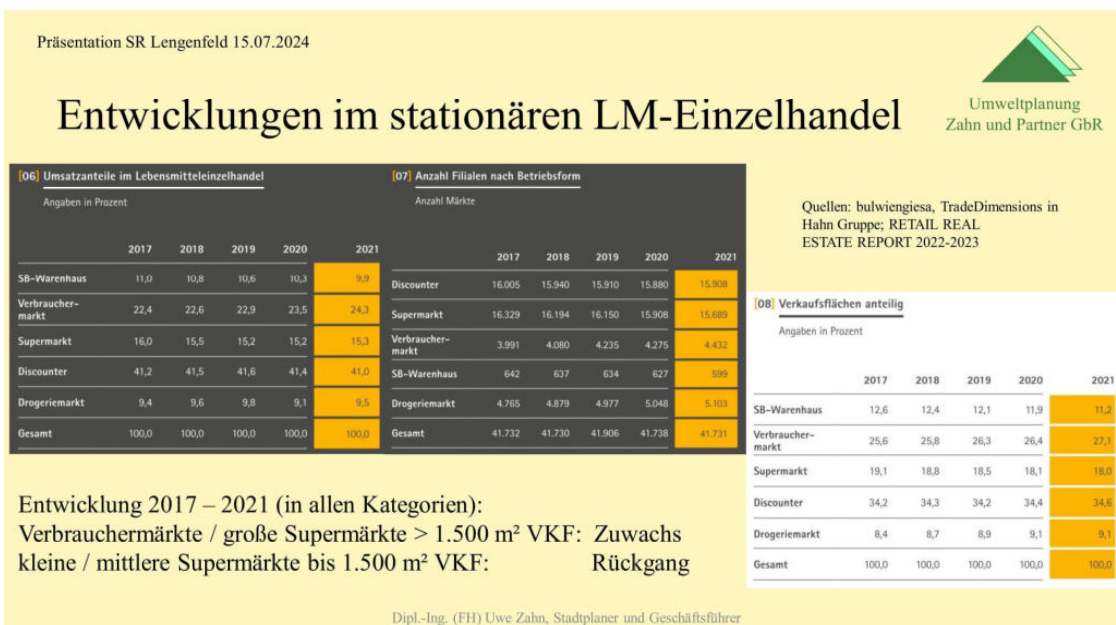 Präsentation SR Lengenfeld 15.07.2024
Umweltplanung
Zahn und Partner GbR
Entwicklungen im stationären LM-Einzelhandel
[06] Umsatzanteile im Lebensmitteleinzelhandel
Angaben in Prozent
2017 2018 2019 2020 2021
SB-Warenhaus 11,0 10,8 10,6 10,3 9,9
Verbraucher-
markt 22,4 22,6 22,9 23,5 24,3
Supermarkt 16,0 15,5 15,2 15,2 15,3
Discounter 41,2 41,5 41,6 41,4 41,0
Drogeriemarkt 9,4 9,6 9,8 9,1 9,5
Gesamt 100,0 100,0 100,0 100,0 100,0
[07] Anzahl Filialen nach Betriebsform
Anzahl Märkte
2017 2018 2019 2020 2021
Discounter 16.005 15.940 15.910 15.880 15.908
Supermarkt 16.329 16.194 16.150 15.908 15.689
Verbraucher-
markt 3.991 4.080 4.235 4.275 4.432
SB-Warenhaus 642 637 634 627 599
Drogeriemarkt 4.765 4.879 4.977 5.048 5.103
Gesamt 41.732 41.730 41.906 41.738 41.731
Quellen: bulwiengiesa, TradeDimensions in
Hahn Gruppe; RETAIL REAL
ESTATE REPORT 2022-2023
[08] Verkaufsflächen anteilig
Angaben in Prozent
2017 2018 2019 2020 2021
SB-Warenhaus 12,6 12,4 12,1 11,9 11,2
Verbraucher-
markt 25,6 25,8 26,3 26,4 27,1
Supermarkt 19,1 18,8 18,5 18,1 18,0
Discounter 34,2 34,3 34,2 34,4 34,6
Drogeriemarkt 8,4 8,7 8,9 9,1 9,1
Gesamt 100,0 100,0 100,0 100,0 100,0
Entwicklung 2017 – 2021 (in allen Kategorien):
Verbrauchermärkte / große Supermärkte > 1.500 m² VKF: Zuwachs
kleine / mittlere Supermärkte bis 1.500 m² VKF: Rückgang
Dipl.-Ing. (FH) Uwe Zahn, Stadtplaner und Geschäftsführer